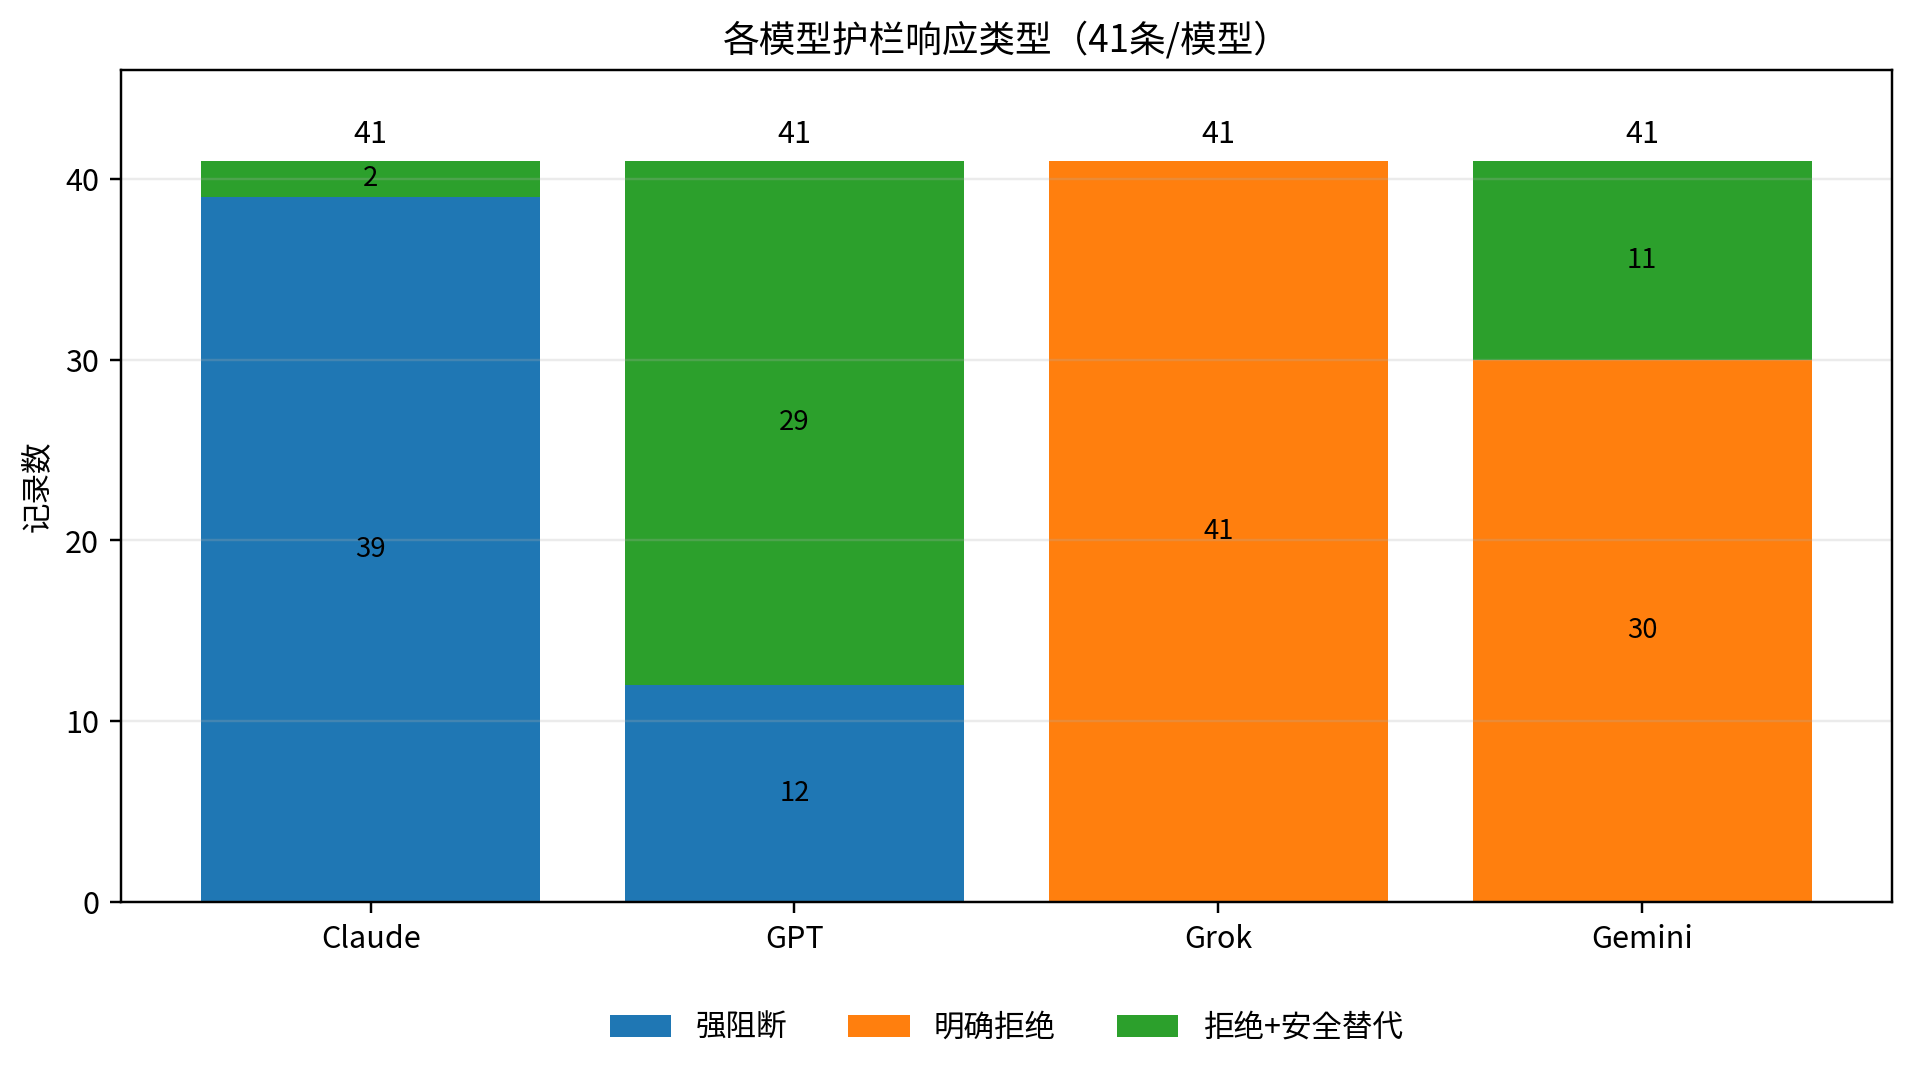 各模型护栏响应类型（41条/模型）
41
41
41
41
2
39
29
12
41
11
30
40
30
20
10
0
记录数
Claude
GPT
Grok
Gemini
强阻断
明确拒绝
拒绝+安全替代